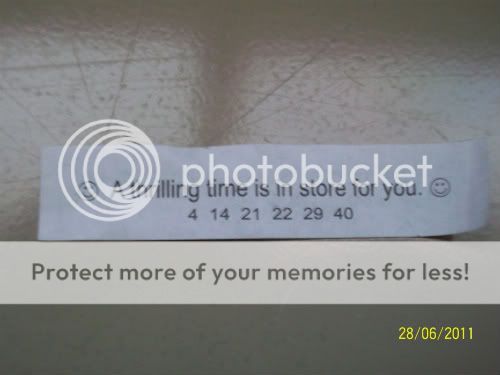 photobucket
☺ A thrilling time is in store for you. ☺
4 14 21 22 29 40
Protect more of your memories for less!
28/06/2011